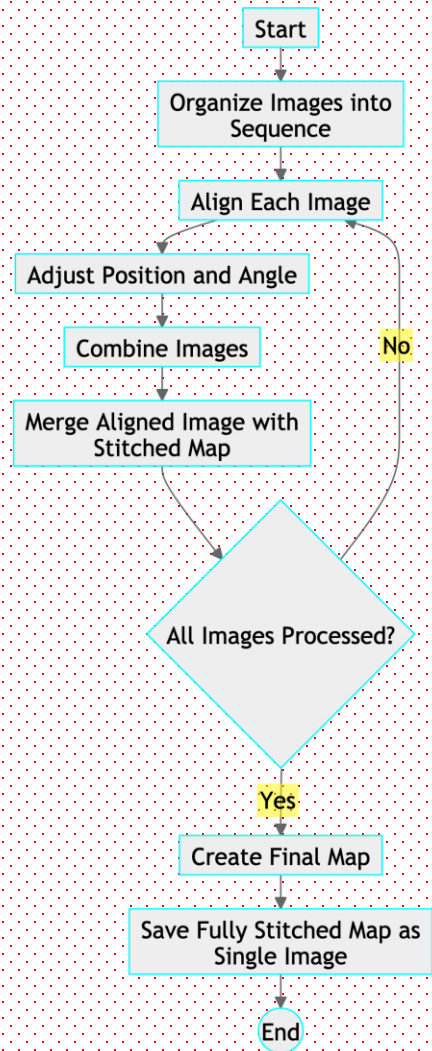 Start
Organize Images into
Sequence
Align Each Image
Adjust Position and Angle
Combine Images
No
Merge Aligned Image with
Stitched Map
All Images Processed?
Yes
Create Final Map
Save Fully Stitched Map as
Single Image
End